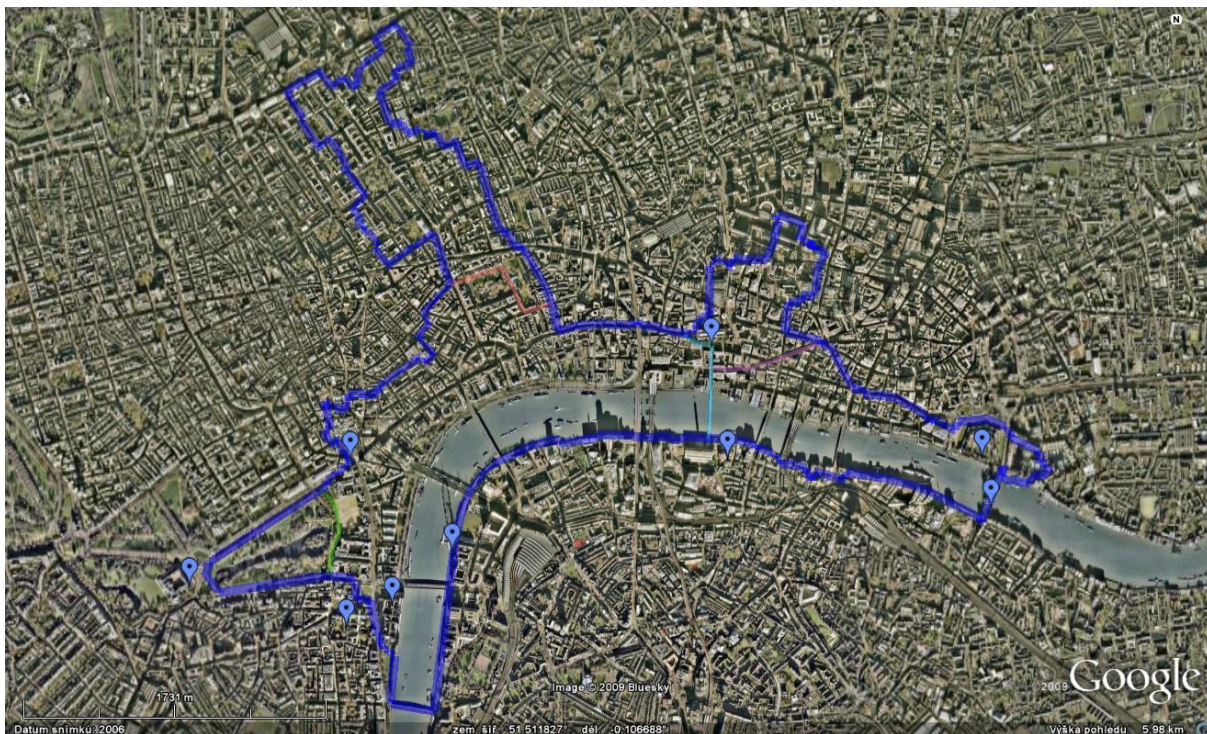 N
1731 m
Image © 2009 Bluesky
© 2009 Google
Datum snímků: 2006
zem. šíř. 51.511827° dél. -0.106688°
Výška pohledu 5.98 km